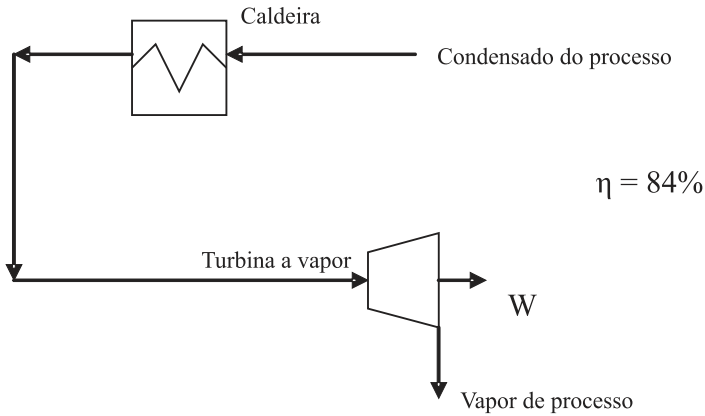 Caldeira
Condensado do processo
η = 84%
Turbina a vapor
W
Vapor de processo